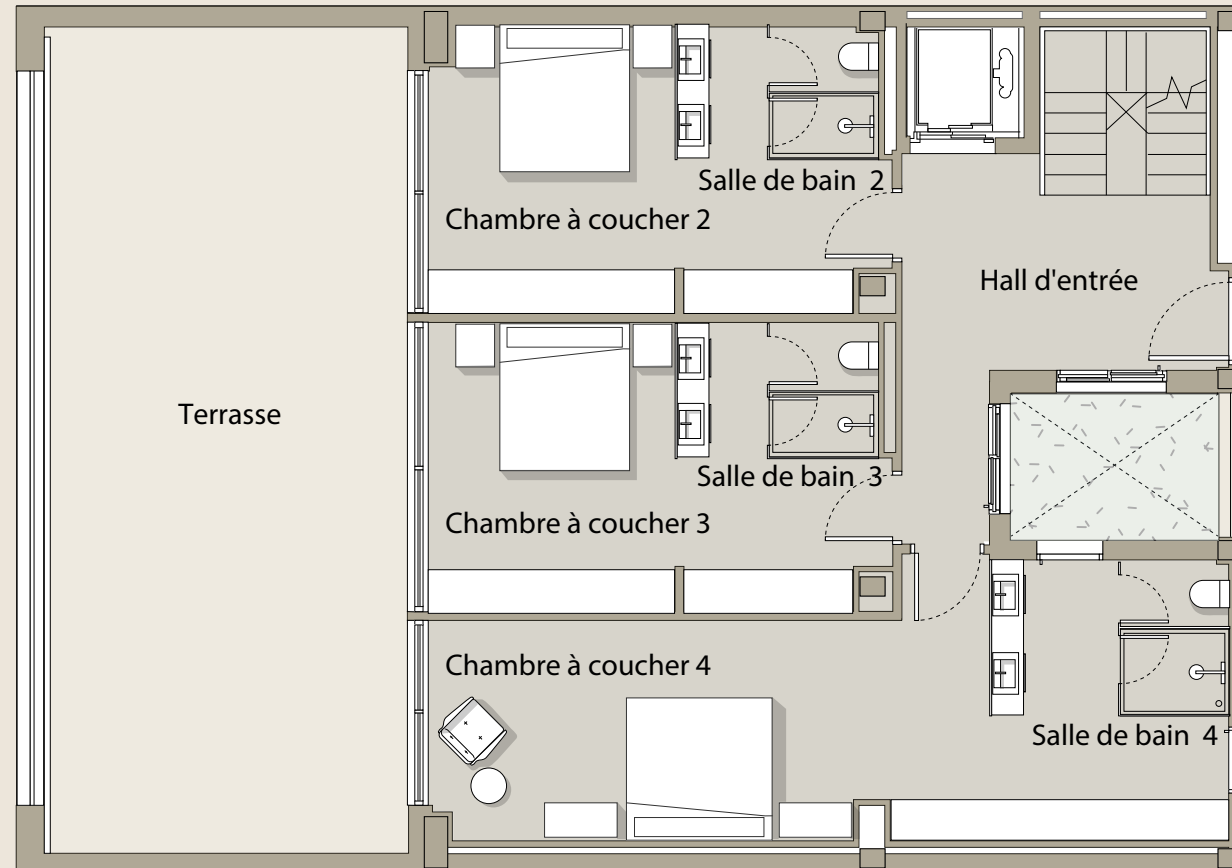 Salle de bain 2
Chambre à coucher 2
Hall d'entrée
Terrasse
Salle de bain 3
Chambre à coucher 3
Chambre à coucher 4
Salle de bain 4